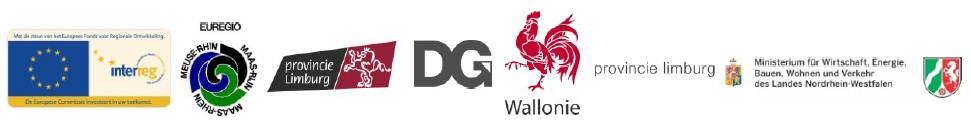 Met de steun van het Europees Fonds voor Regionale Ontwikkeling.
interreg
De Europese Commissie investeert in uw toekomst.
EUREGIO
MEUSE-RHIN
MAAS-RIJN
MAAS-RHEIN
provincie
Limburg
DG
Wallonie
provincie limburg
Ministerium für Wirtschaft, Energie,
Bauen, Wohnen und Verkehr
des Landes Nordrhein-Westfalen